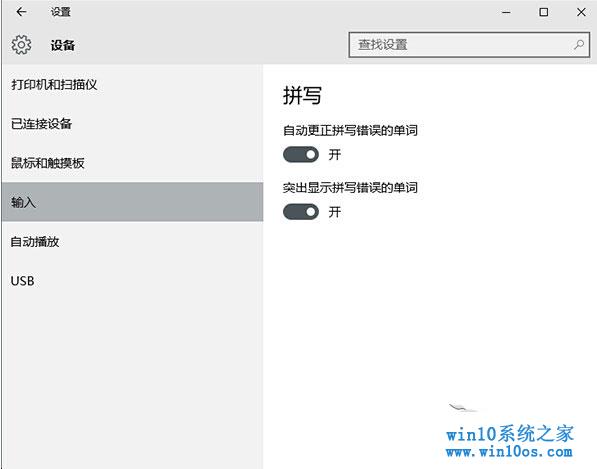 设置
设备
查找设置
打印机和扫描仪
已连接设备
鼠标和触摸板
输入
自动播放
USB
拼写
自动更正拼写错误的单词
开
突出显示拼写错误的单词
开
win10系统之家
www.win10os.com